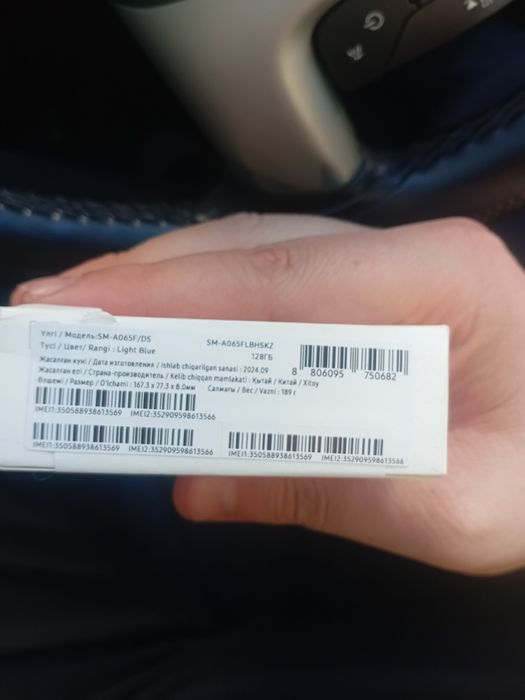 Үлгі / Модель:SM-A065F/DS SM-A065FLBHSKZ
Түсі / Цвет/ Rangi : Light Blue 128ГБ
Жасалған күні / Дата изготовления / Ishlab chiqarilgan sanasi : 2024.09
Жасалған елі / Страна-производитель / Kelib chiqqan mamlakati : Қытай / Китай / Xitoy
Өлшемі / Размер / O'lchami : 167.3 x 77.3 x 8.0мм Салмағы / Вес / Vazni : 189 г
8 806095 750682
IMEI1:350588938613569 IMEI2:352909598613566
IMEI1:350588938613569 IMEI2:352909598613566
IMEI1:350588938613569 IMEI2:352909598613566